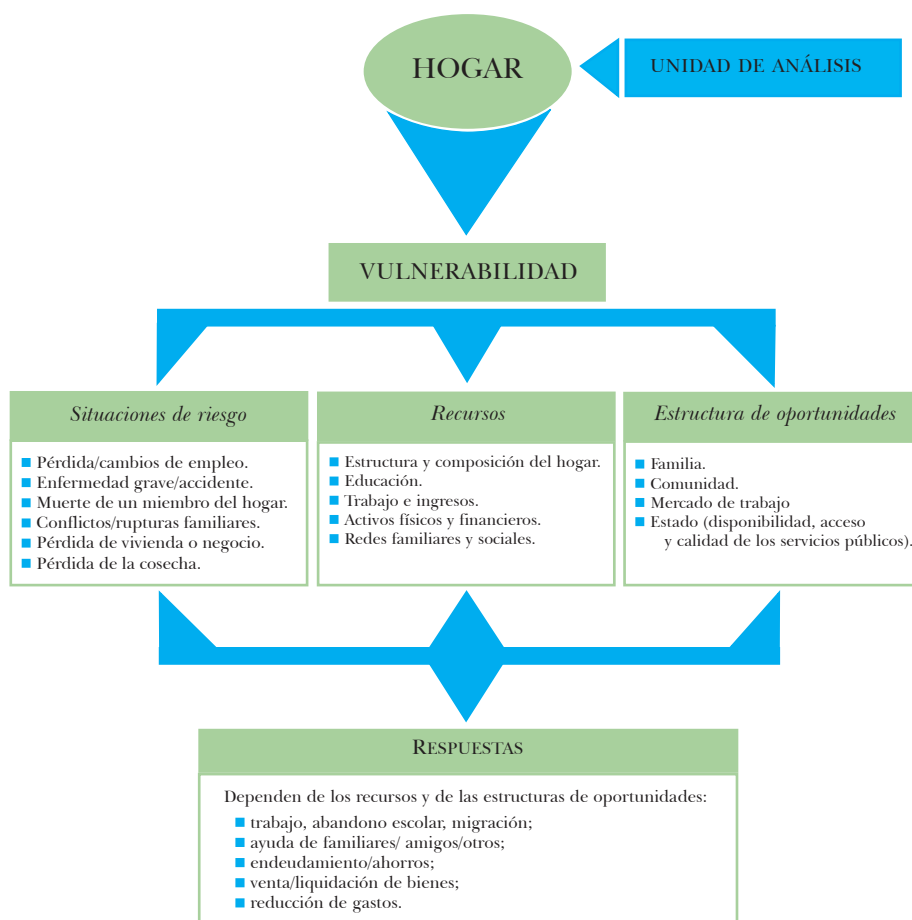 HOGAR
UNIDAD DE ANÁLISIS
VULNERABILIDAD
Situaciones de riesgo
■ Pérdida/cambios de empleo.
■ Enfermedad grave/accidente.
■ Muerte de un miembro del hogar.
■ Conflictos/rupturas familiares.
■ Pérdida de vivienda o negocio.
■ Pérdida de la cosecha.
Recursos
■ Estructura y composición del hogar.
■ Educación.
■ Trabajo e ingresos.
■ Activos físicos y financieros.
■ Redes familiares y sociales.
Estructura de oportunidades
■ Familia.
■ Comunidad.
■ Mercado de trabajo
■ Estado (disponibilidad, acceso
y calidad de los servicios públicos).
RESPUESTAS
Dependen de los recursos y de las estructuras de oportunidades:
■ trabajo, abandono escolar, migración;
■ ayuda de familiares/ amigos/otros;
■ endeudamiento/ahorros;
■ venta/liquidación de bienes;
■ reducción de gastos.